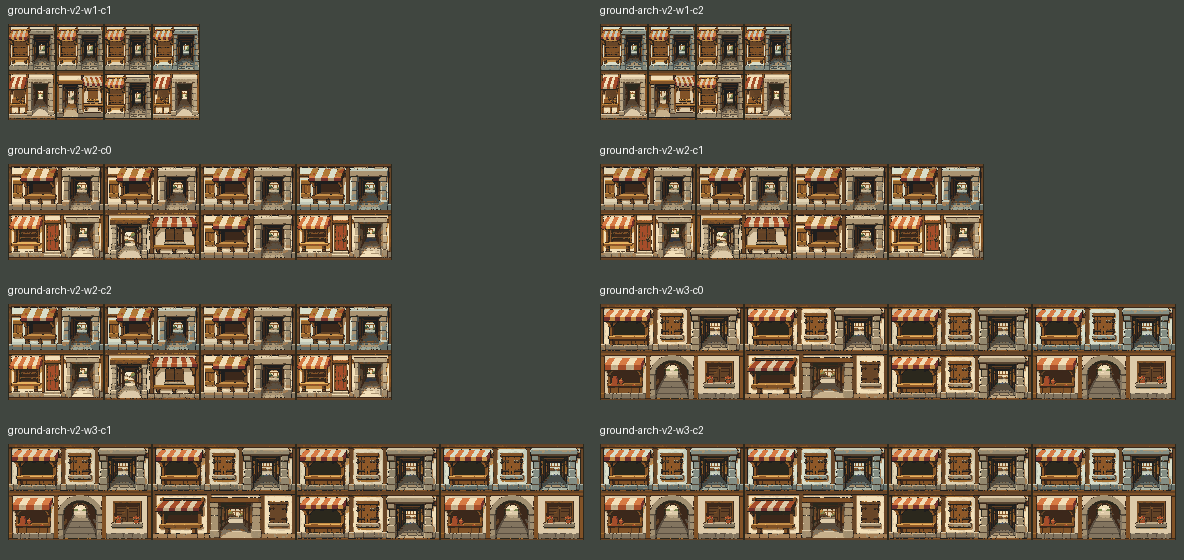 ground-arch-v2-w1-c1
ground-arch-v2-w1-c2
ground-arch-v2-w2-c0
ground-arch-v2-w2-c1
ground-arch-v2-w2-c2
ground-arch-v2-w3-c0
ground-arch-v2-w3-c1
ground-arch-v2-w3-c2